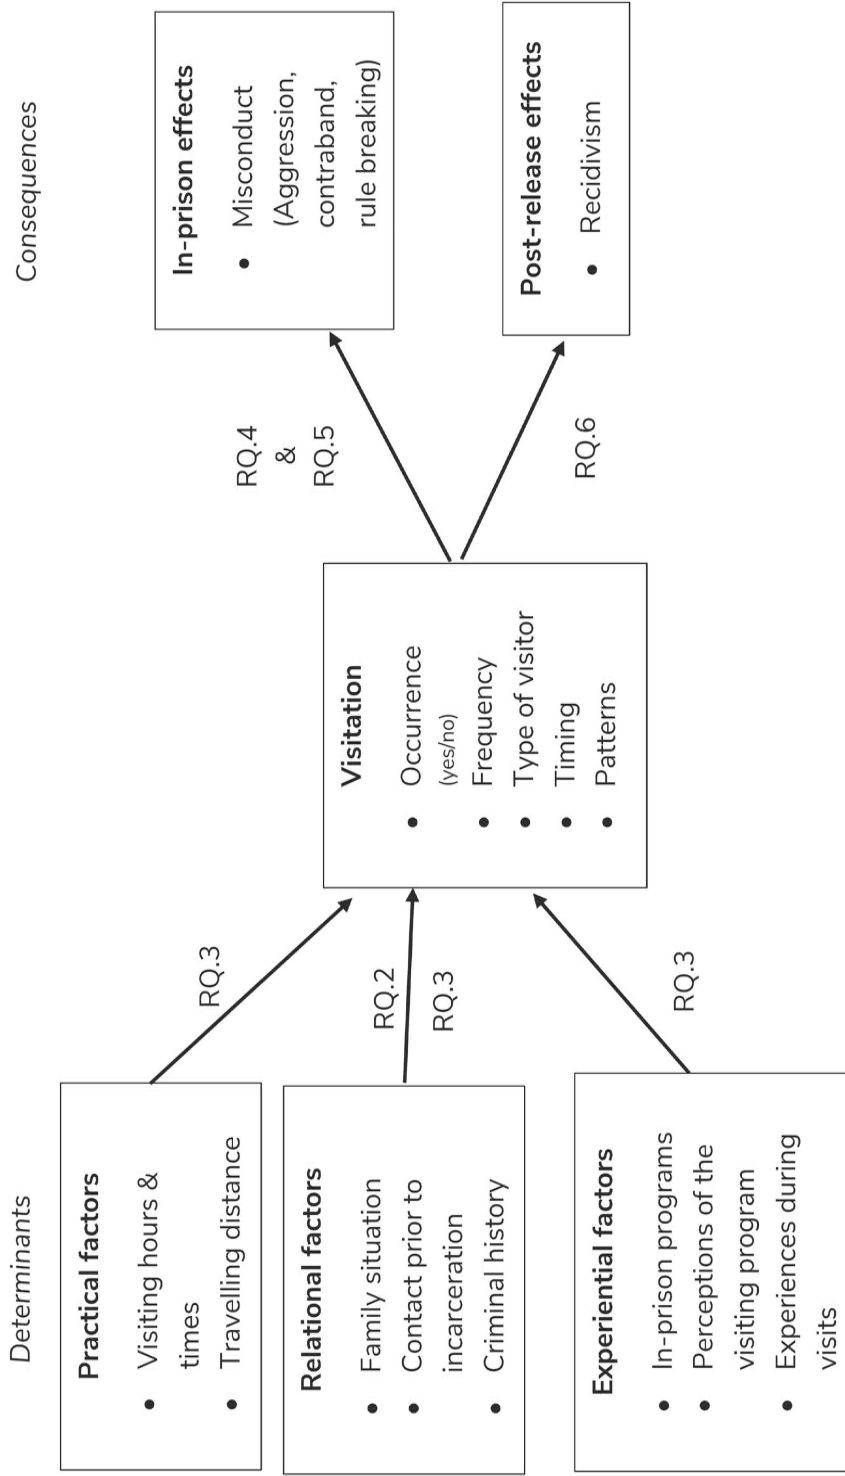 Determinants
Consequences
Practical factors
• Visiting hours &
times
• Travelling distance
Relational factors
• Family situation
• Contact prior to
incarceration
• Criminal history
Experiential factors
• In-prison programs
• Perceptions of the
visiting program
• Experiences during
visits
RQ.3
RQ.2
RQ.3
RQ.3
Visitation
• Occurrence
(yes/no)
• Frequency
• Type of visitor
• Timing
• Patterns
RQ.4
&
RQ.5
RQ.6
In-prison effects
• Misconduct
(Aggression,
contraband,
rule breaking)
Post-release effects
• Recidivism